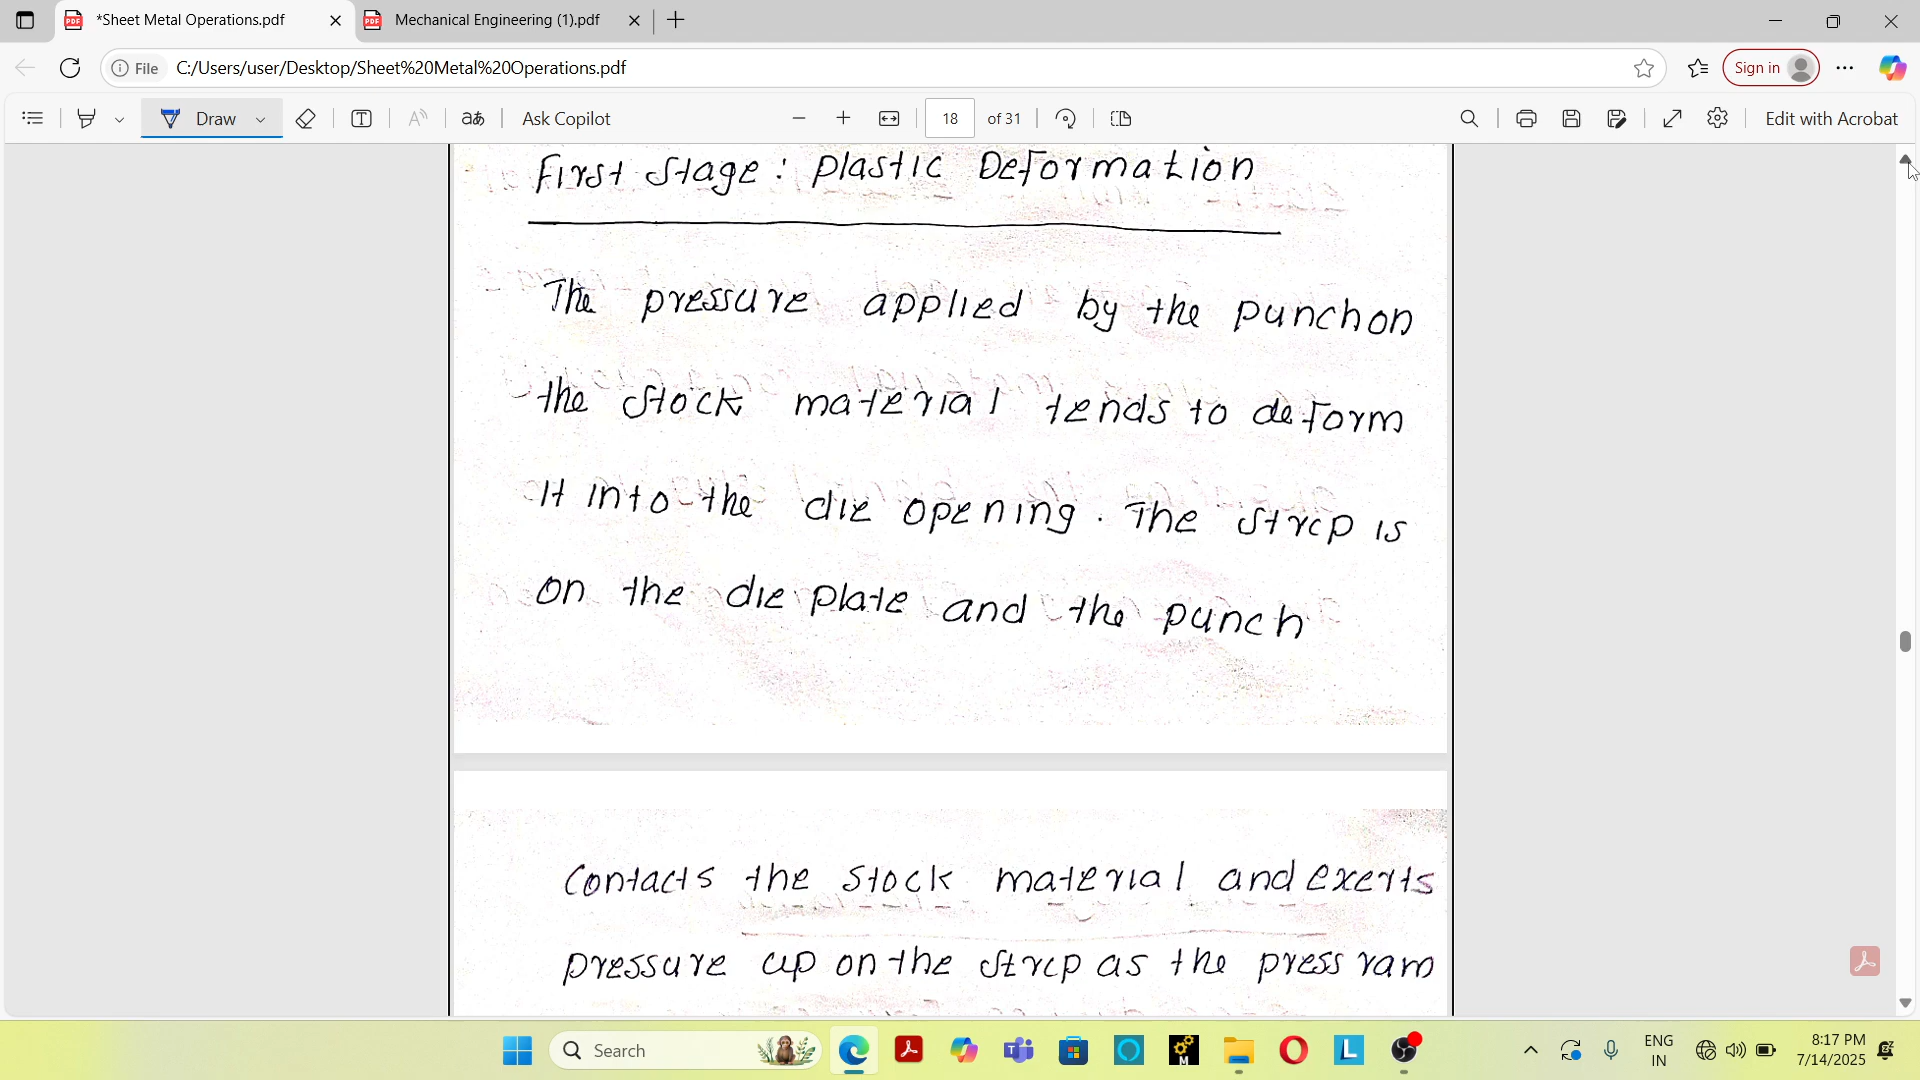 *Sheet Metal Operations.pdf
Mechanical Engineering (1).pdf
File
C:/Users/user/Desktop/Sheet%20Metal%20Operations.pdf
Sign in
Draw
aあ
Ask Copilot
18 of 31
Edit with Acrobat
First Stage : Plastic Deformation
The pressure applied by the punch on
the stock material tends to deform
it into the die opening. The strip is
on the die plate and the punch
Contacts the stock material and exerts
pressure up on the strip as the press ram
Search
ENG
IN
8:17 PM
7/14/2025